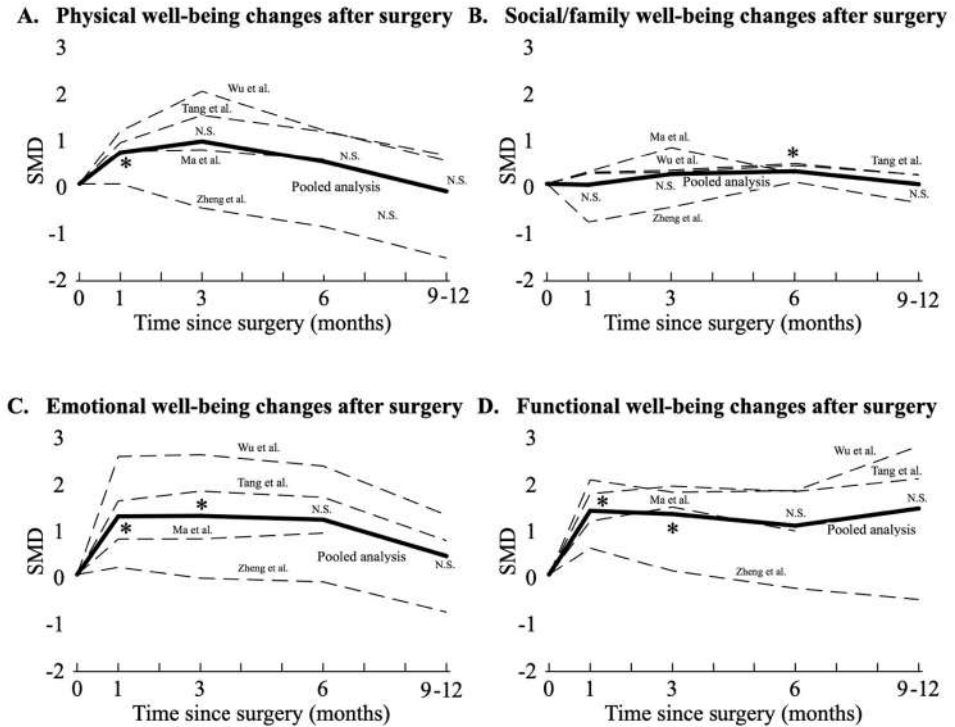 A. Physical well-being changes after surgery
3
2
1
0
-1
-2
SMD
Wu et al.
Tang et al.
N.S.
*
Ma et al.
N.S.
Pooled analysis
N.S.
Zheng et al.
N.S.
0 1 3 6 9-12
Time since surgery (months)
B. Social/family well-being changes after surgery
3
2
1
0
-1
-2
SMD
Ma et al.
*
Wu et al.
Tang et al.
N.S.
N.S.
Pooled analysis
N.S.
Zheng et al.
0 1 3 6 9-12
Time since surgery (months)
C. Emotional well-being changes after surgery
3
2
1
0
-1
-2
SMD
Wu et al.
Tang et al.
*
N.S.
*
Ma et al.
Pooled analysis
N.S.
Zheng et al.
0 1 3 6 9-12
Time since surgery (months)
D. Functional well-being changes after surgery
3
2
1
0
-1
-2
SMD
Wu et al.
Tang et al.
*
Ma et al.
N.S.
N.S.
*
Pooled analysis
Zheng et al.
0 1 3 6 9-12
Time since surgery (months)